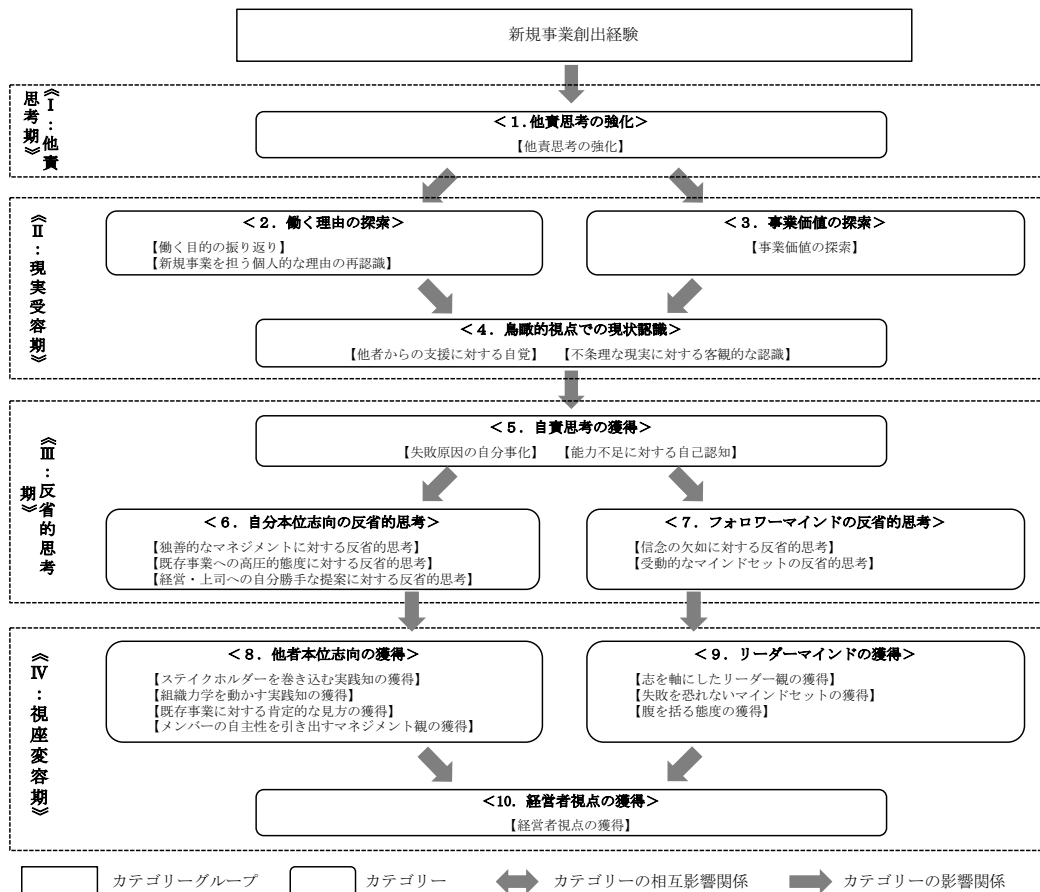 新規事業創出経験
《Ⅰ：他責
思考期》
＜１.他責思考の強化＞
【他責思考の強化】
《Ⅱ：現実受容期》
＜２．働く理由の探索＞
【働く目的の振り返り】
【新規事業を担う個人的な理由の再認識】
＜３．事業価値の探索＞
【事業価値の探索】
＜４．鳥瞰的視点での現状認識＞
【他者からの支援に対する自覚】 【不条理な現実に対する客観的な認識】
《Ⅲ：反省的思考
期》
＜５．自責思考の獲得＞
【失敗原因の自分事化】 【能力不足に対する自己認知】
＜６．自分本位志向の反省的思考＞
【独善的なマネジメントに対する反省的思考】
【既存事業への高圧的態度に対する反省的思考】
【経営・上司への自分勝手な提案に対する反省的思考】
＜７．フォロワーマインドの反省的思考＞
【信念の欠如に対する反省的思考】
【受動的なマインドセットの反省的思考】
《Ⅳ：視座変容期》
＜８．他者本位志向の獲得＞
【ステイクホルダーを巻き込む実践知の獲得】
【組織力学を動かす実践知の獲得】
【既存事業に対する肯定的な見方の獲得】
【メンバーの自主性を引き出すマネジメント観の獲得】
＜９．リーダーマインドの獲得＞
【志を軸にしたリーダー観の獲得】
【失敗を恐れないマインドセットの獲得】
【腹を括る態度の獲得】
＜10．経営者視点の獲得＞
【経営者視点の獲得】
カテゴリーグループ カテゴリー カテゴリーの相互影響関係 カテゴリーの影響関係